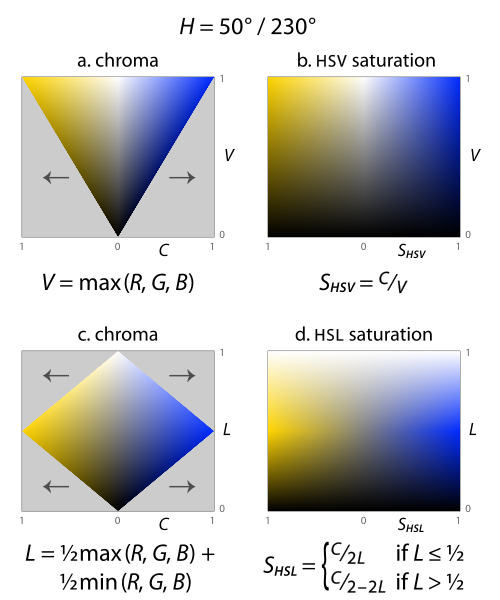 H = 50° / 230°
a. chroma
b. HSV saturation
1
1
V
V
0
0
1 0 1
1 0 1
C
S_HSV
V = max (R, G, B)
S_HSV = C/V
c. chroma
d. HSL saturation
1
1
L
L
0
0
1 0 1
1 0 1
C
S_HSL
L = ½max (R, G, B) +
½min (R, G, B)
S_HSL = { C/2L if L ≤ ½
C/2–2L if L > ½